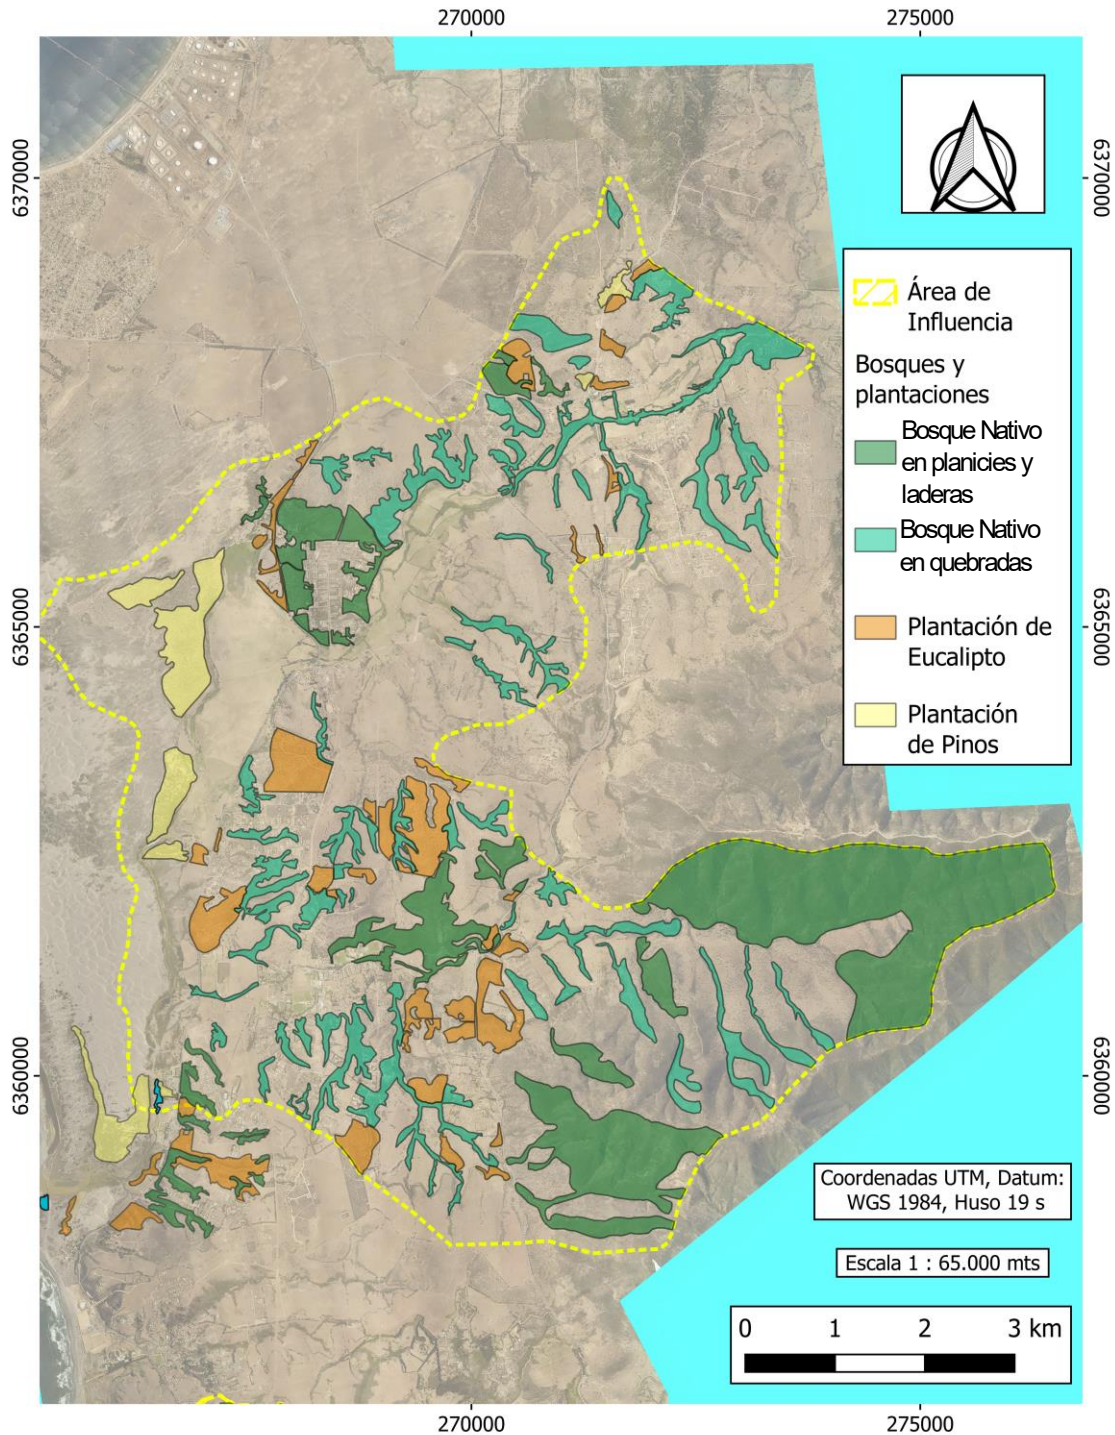 270000
275000
6370000
6370000
Área de
Influencia
Bosques y
plantaciones
Bosque Nativo
en planicies y
laderas
Bosque Nativo
en quebradas
Plantación de
Eucalipto
Plantación
de Pinos
6365000
6365000
6360000
6360000
Coordenadas UTM, Datum:
WGS 1984, Huso 19 s
Escala 1 : 65.000 mts
0 1 2 3 km
270000
275000